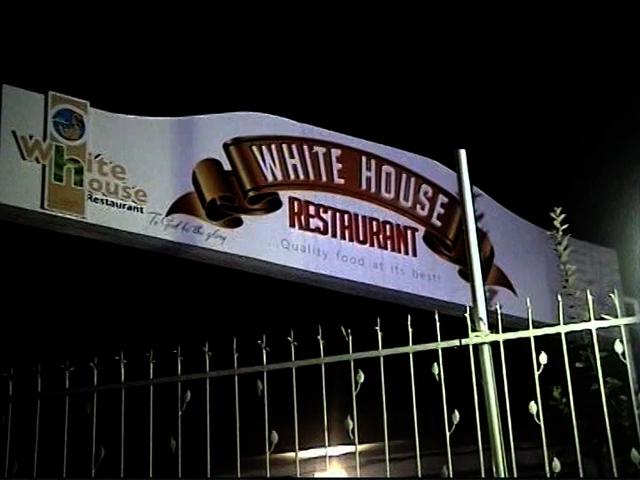 White
house
Restaurant
To God be the glory
WHITE HOUSE
RESTAURANT
...Quality food at its best!